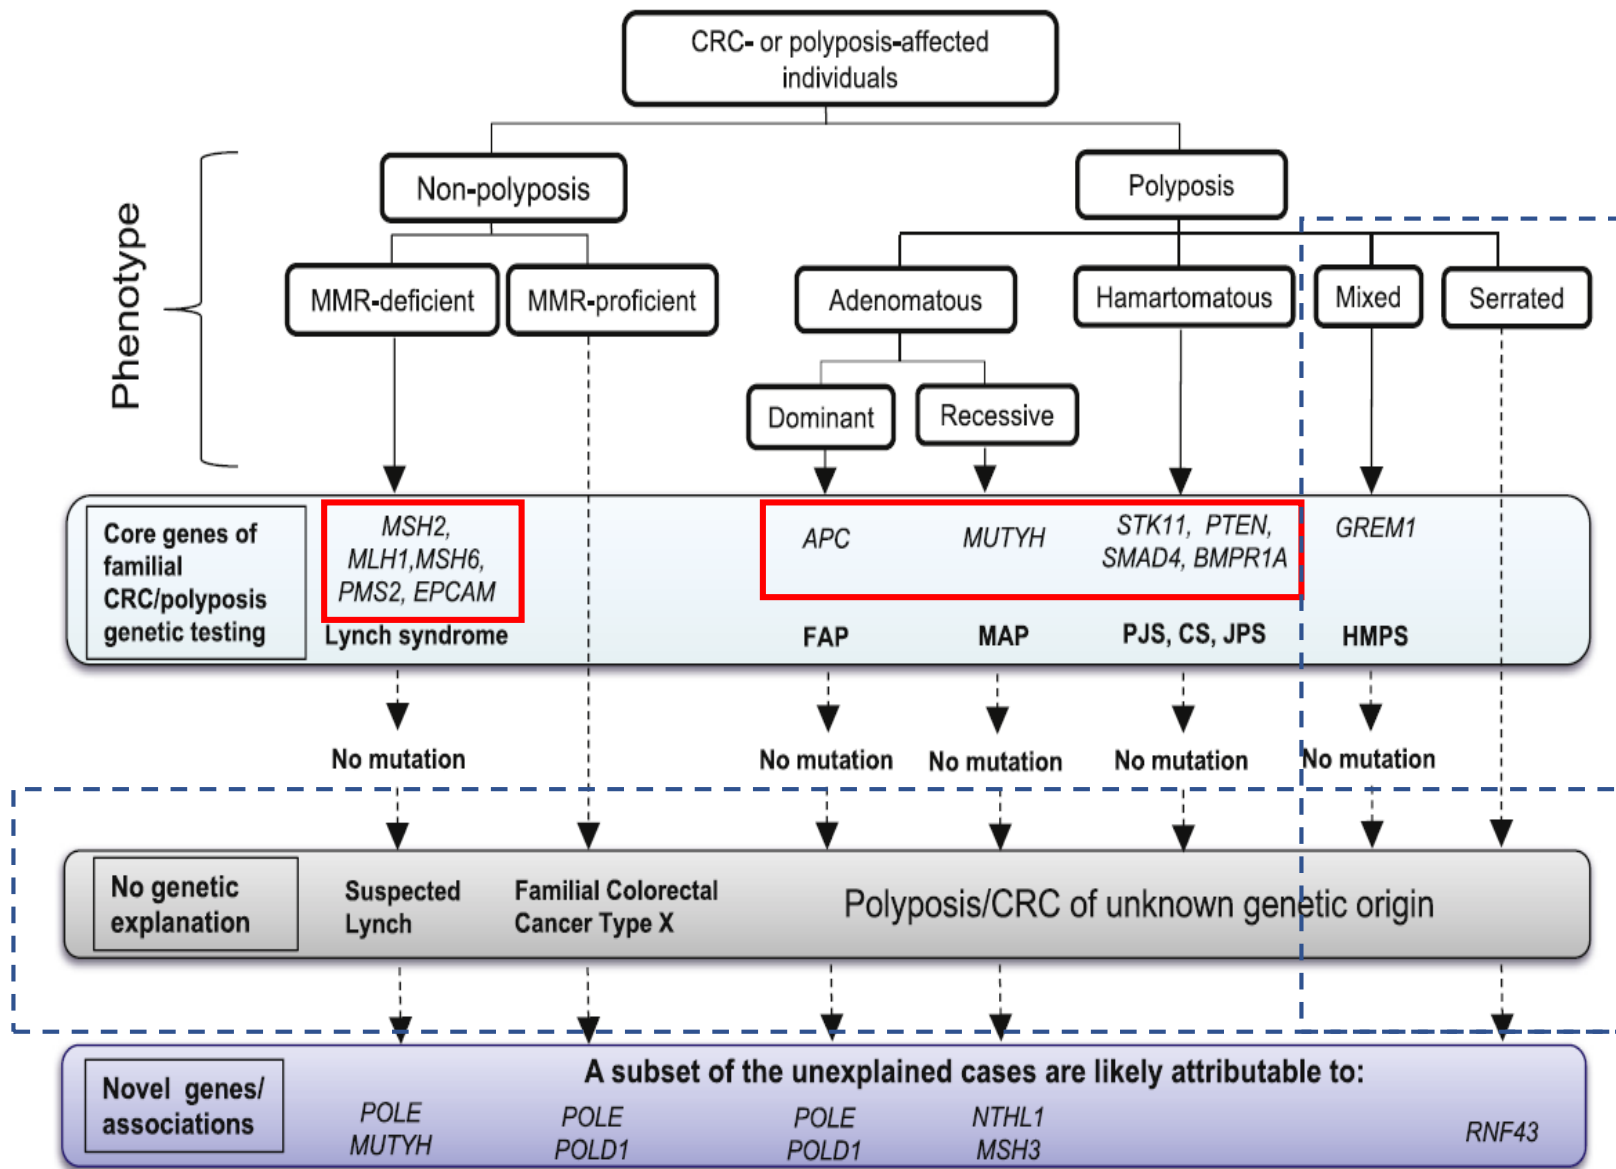 CRC- or polyposis-affected
individuals
Non-polyposis
Polyposis
Phenotype
MMR-deficient
MMR-proficient
Adenomatous
Hamartomatous
Mixed
Serrated
Dominant
Recessive
Core genes of
familial
CRC/polyposis
genetic testing
MSH2,
MLH1,MSH6,
PMS2, EPCAM
Lynch syndrome
APC
FAP
MUTYH
MAP
STK11, PTEN,
SMAD4, BMPR1A
PJS, CS, JPS
GREM1
HMPS
No mutation
No mutation
No mutation
No mutation
No mutation
No genetic
explanation
Suspected
Lynch
Familial Colorectal
Cancer Type X
Polyposis/CRC of unknown genetic origin
Novel genes/
associations
A subset of the unexplained cases are likely attributable to:
POLE
MUTYH
POLE
POLD1
POLE
POLD1
NTHL1
MSH3
RNF43